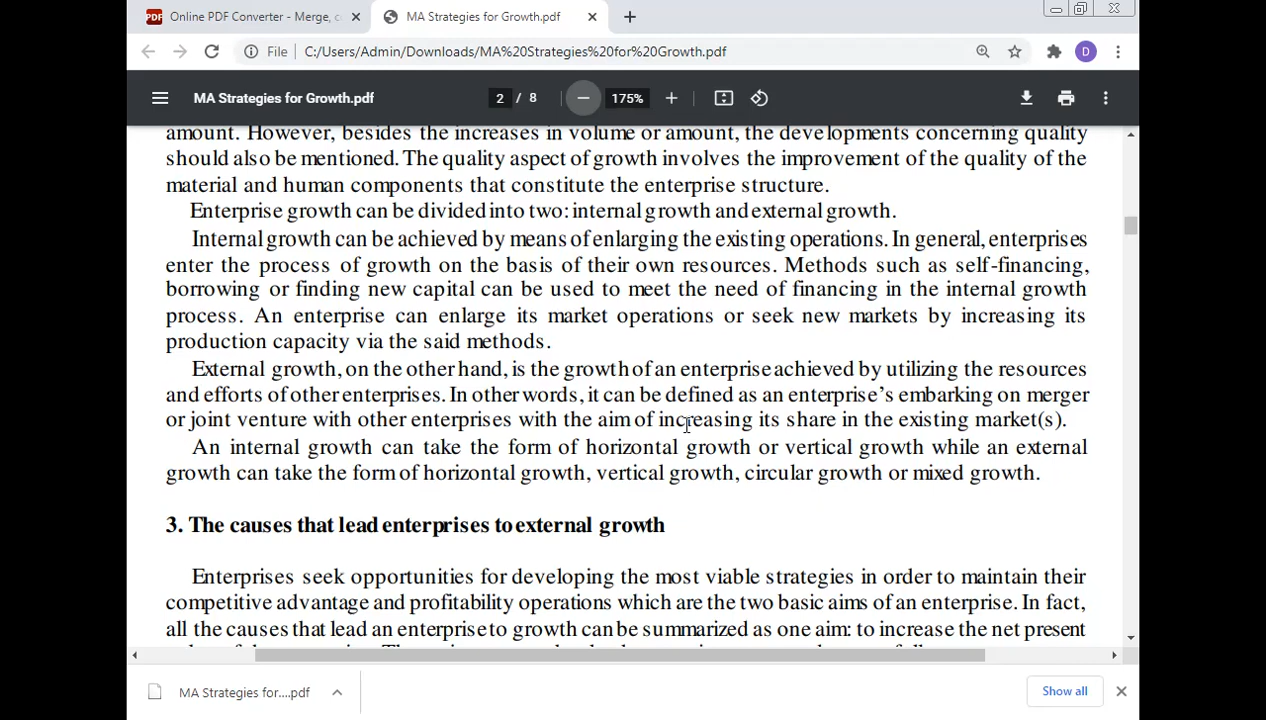 Online PDF Converter - Merge, c
MA Strategies for Growth.pdf
File
C:/Users/Admin/Downloads/MA%20Strategies%20for%20Growth.pdf
D
MA Strategies for Growth.pdf
2 / 8
175%
amount. However, besides the increases in volume or amount, the developments concerning quality
should also be mentioned. The quality aspect of growth involves the improvement of the quality of the
material and human components that constitute the enterprise structure.
Enterprise growth can be divided into two: internal growth and external growth.
Internal growth can be achieved by means of enlarging the existing operations. In general, enterprises
enter the process of growth on the basis of their own resources. Methods such as self-financing,
borrowing or finding new capital can be used to meet the need of financing in the internal growth
process. An enterprise can enlarge its market operations or seek new markets by increasing its
production capacity via the said methods.
External growth, on the other hand, is the growth of an enterprise achieved by utilizing the resources
and efforts of other enterprises. In other words, it can be defined as an enterprise's embarking on merger
or joint venture with other enterprises with the aim of increasing its share in the existing market(s).
An internal growth can take the form of horizontal growth or vertical growth while an external
growth can take the form of horizontal growth, vertical growth, circular growth or mixed growth.
3. The causes that lead enterprises to external growth
Enterprises seek opportunities for developing the most viable strategies in order to maintain their
competitive advantage and profitability operations which are the two basic aims of an enterprise. In fact,
all the causes that lead an enterprise to growth can be summarized as one aim: to increase the net present
MA Strategies for....pdf
Show all